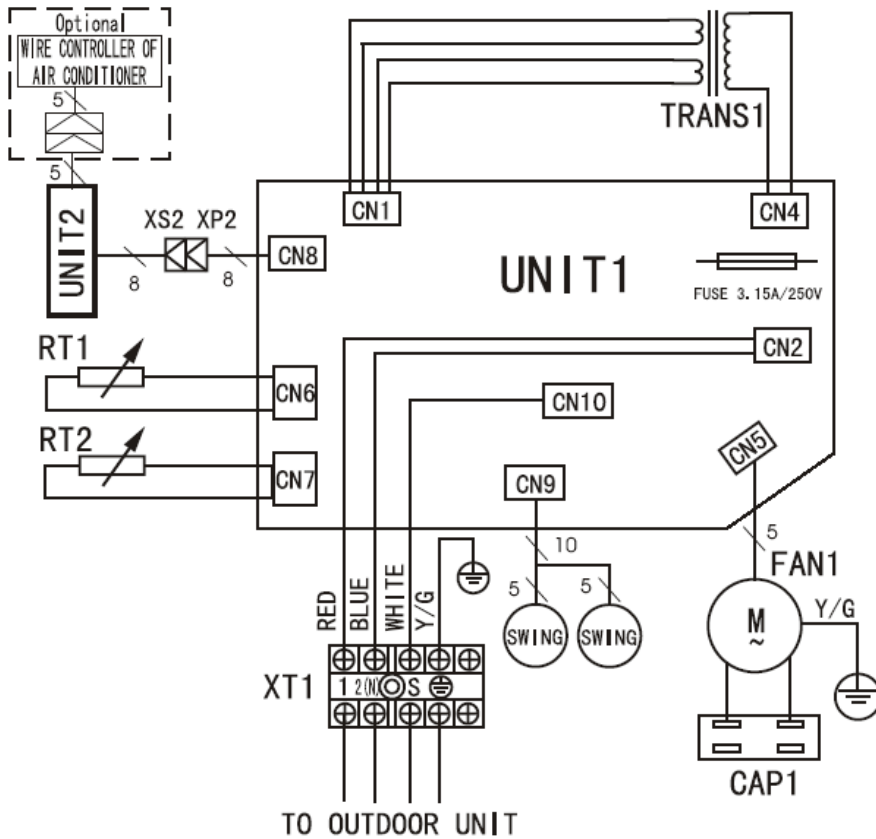 Optional
WIRE CONTROLLER OF
AIR CONDITIONER
5
5
TRANS1
UNIT2
XS2 XP2
8
8
CN1
CN4
CN8
UNIT1
FUSE 3.15A/250V
RT1
CN6
CN2
CN10
RT2
CN7
CN5
CN9
10
5
5
SWING
SWING
5
FAN1
M
~
Y/G
RED
BLUE
WHITE
Y/G
XT1
1 2(N) S
CAP1
TO OUTDOOR UNIT